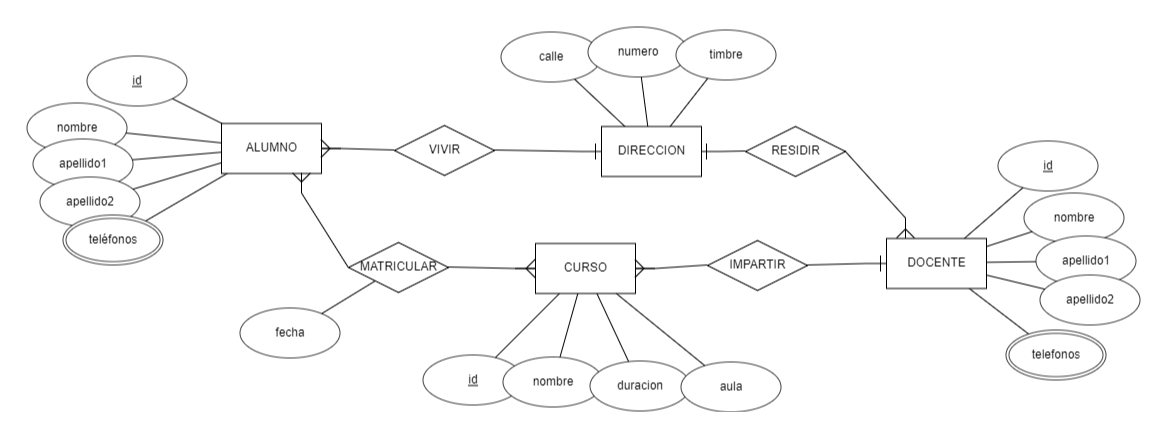 calle
numero
timbre
id
nombre
apellido1
apellido2
teléfonos
ALUMNO
VIVIR
DIRECCION
RESIDIR
id
nombre
apellido1
apellido2
telefonos
DOCENTE
MATRICULAR
CURSO
IMPARTIR
fecha
id
nombre
duracion
aula